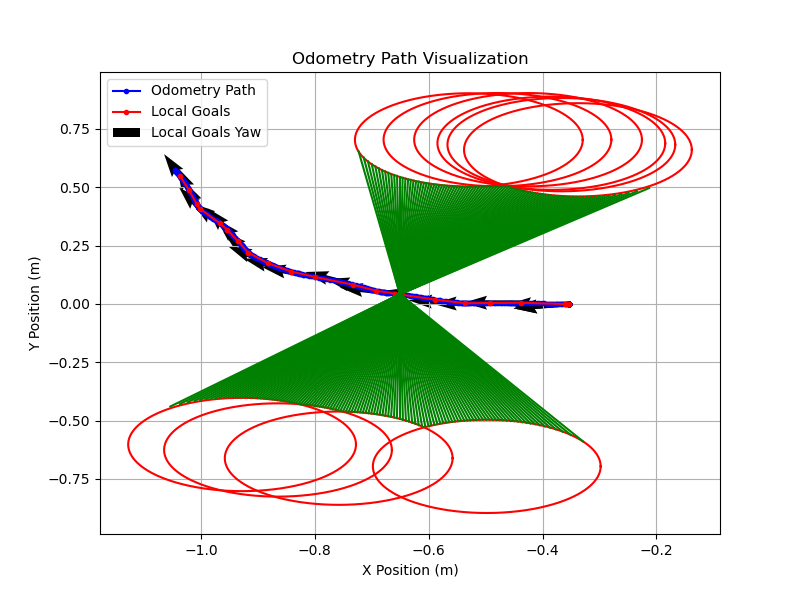 Odometry Path Visualization
Odometry Path
Local Goals
Local Goals Yaw
Y Position (m)
0.75
0.50
0.25
0.00
−0.25
−0.50
−0.75
−1.0 −0.8 −0.6 −0.4 −0.2
X Position (m)